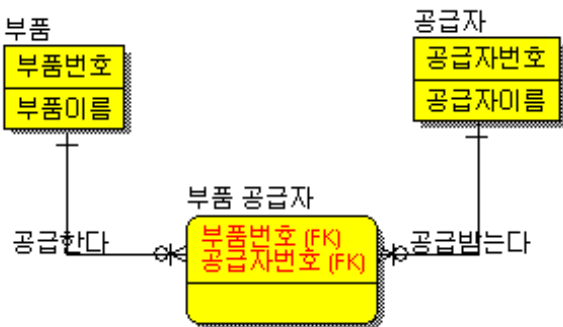 부품
부품번호
부품이름
공급자
공급자번호
공급자이름
부품 공급자
부품번호 (FK)
공급자번호 (FK)
공급한다
공급받는다